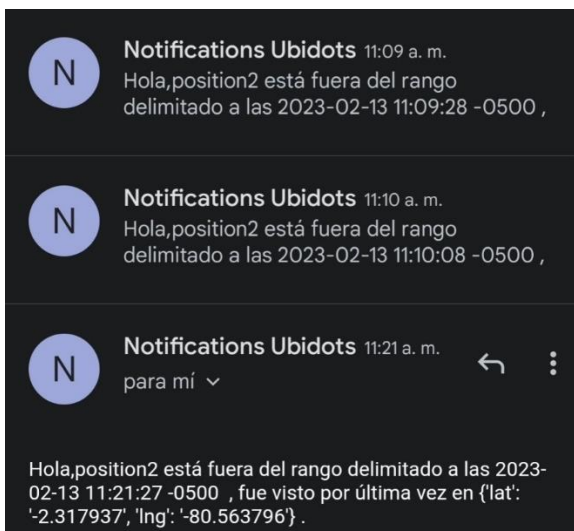 N
Notifications Ubidots 11:09 a. m.
Hola,position2 está fuera del rango
delimitado a las 2023-02-13 11:09:28 -0500 ,
N
Notifications Ubidots 11:10 a. m.
Hola,position2 está fuera del rango
delimitado a las 2023-02-13 11:10:08 -0500 ,
N
Notifications Ubidots 11:21 a. m.
para mí
Hola,position2 está fuera del rango delimitado a las 2023-
02-13 11:21:27 -0500 , fue visto por última vez en {'lat':
'-2.317937', 'lng': '-80.563796'} .